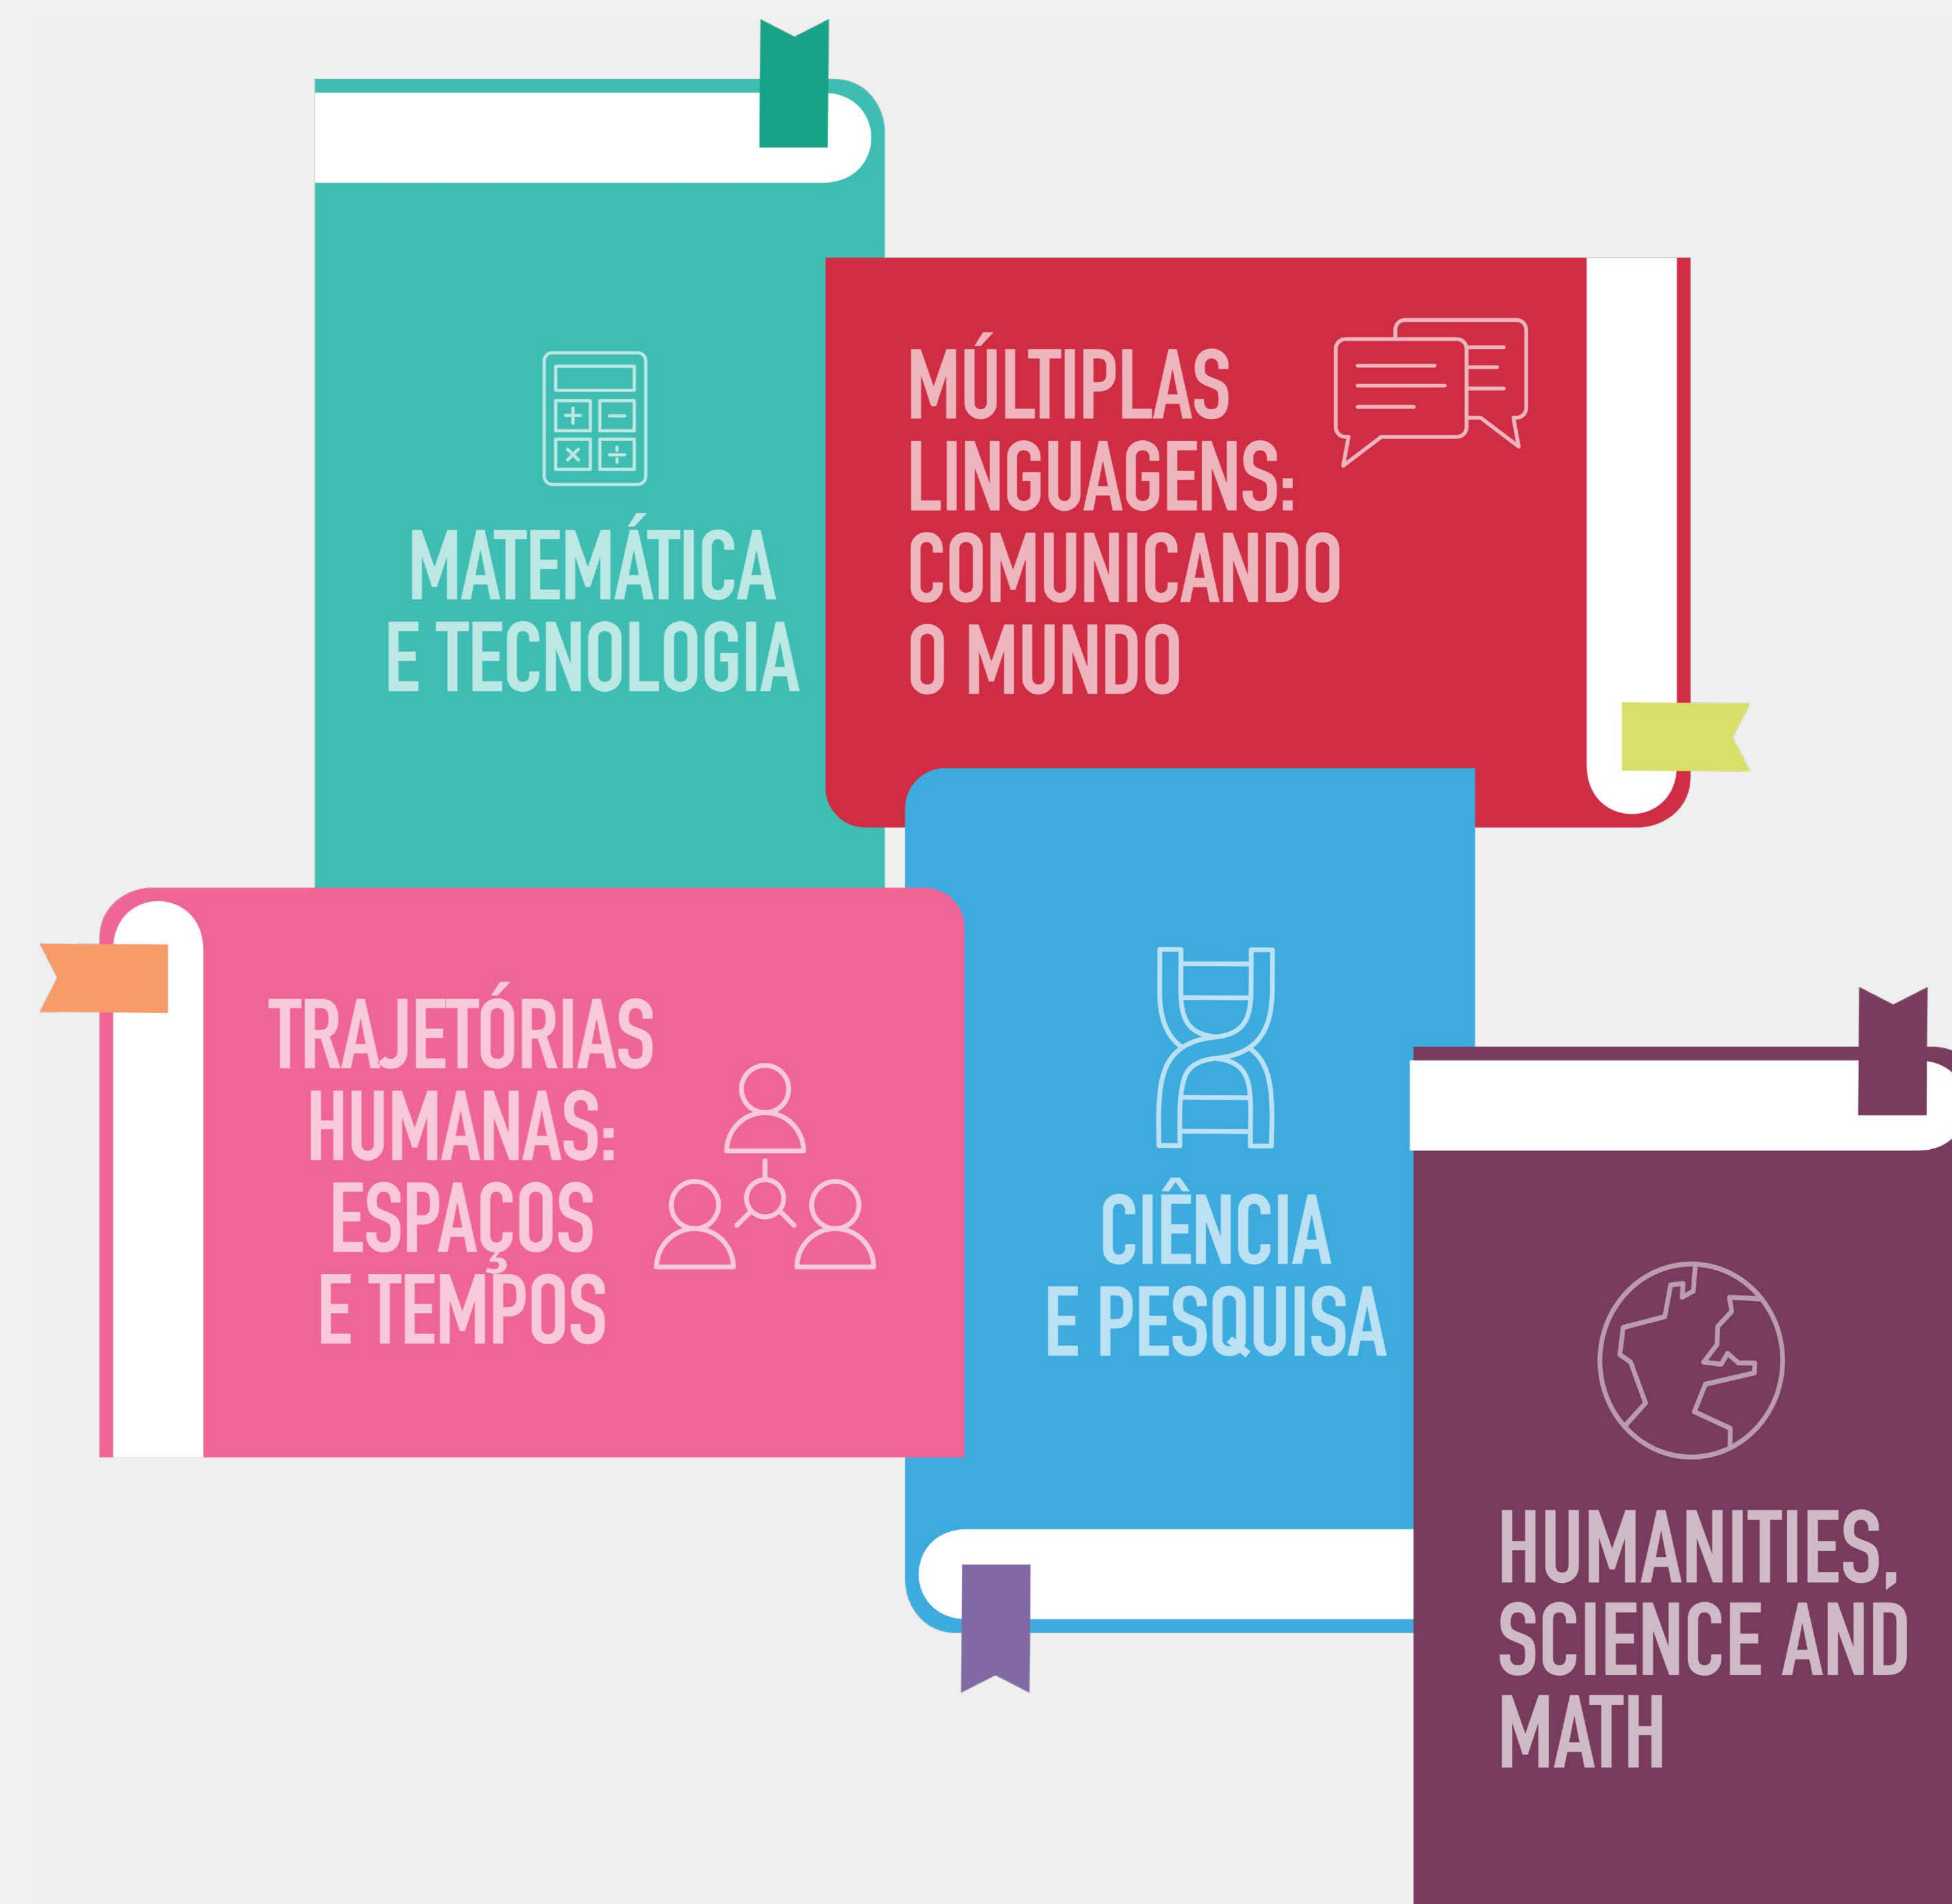 MATEMÁTICA
E TECNOLOGIA
MÚLTIPLAS
LINGUAGENS:
COMUNICANDO
O MUNDO
TRAJETÓRIAS
HUMANAS:
ESPAÇOS
E TEMPOS
CIÊNCIA
E PESQUISA
HUMANITIES,
SCIENCE AND
MATH